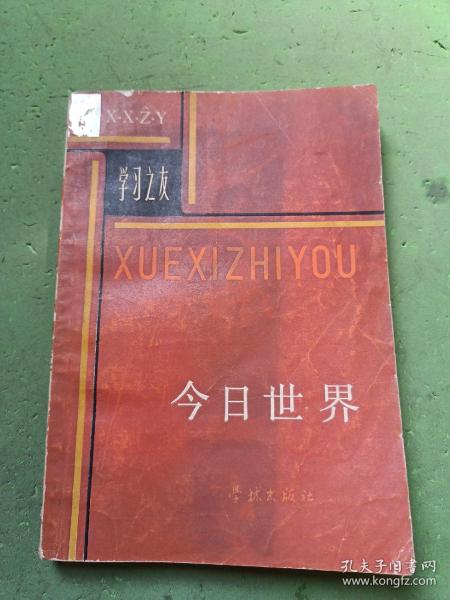 X·X·Ẑ·Y
学习之友
XUEXIZHIYOU
今日世界
学林出版社
孔夫子旧书网
www.kongfz.com